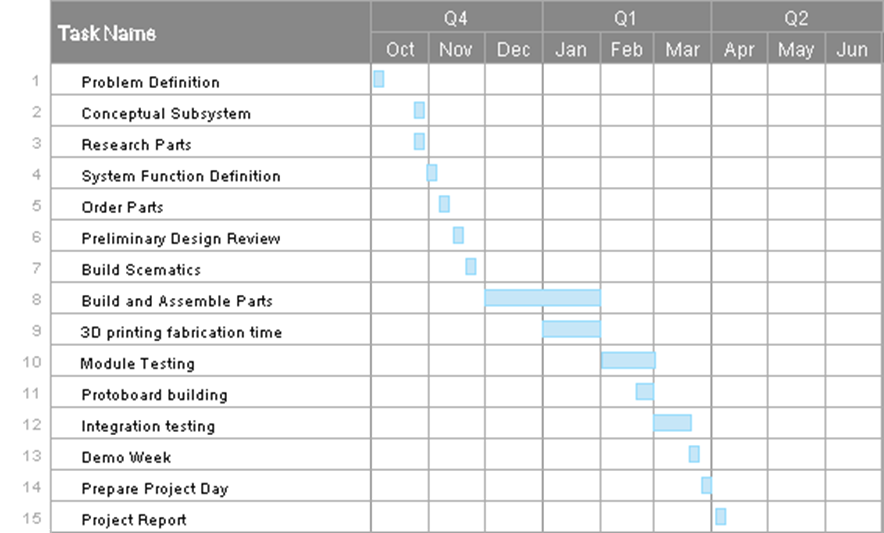 Task Name Q4 Q1 Q2
Oct Nov Dec Jan Feb Mar Apr May Jun
1 Problem Definition
2 Conceptual Subsystem
3 Research Parts
4 System Function Definition
5 Order Parts
6 Preliminary Design Review
7 Build Scematics
8 Build and Assemble Parts
9 3D printing fabrication time
10 Module Testing
11 Protoboard building
12 Integration testing
13 Demo Week
14 Prepare Project Day
15 Project Report